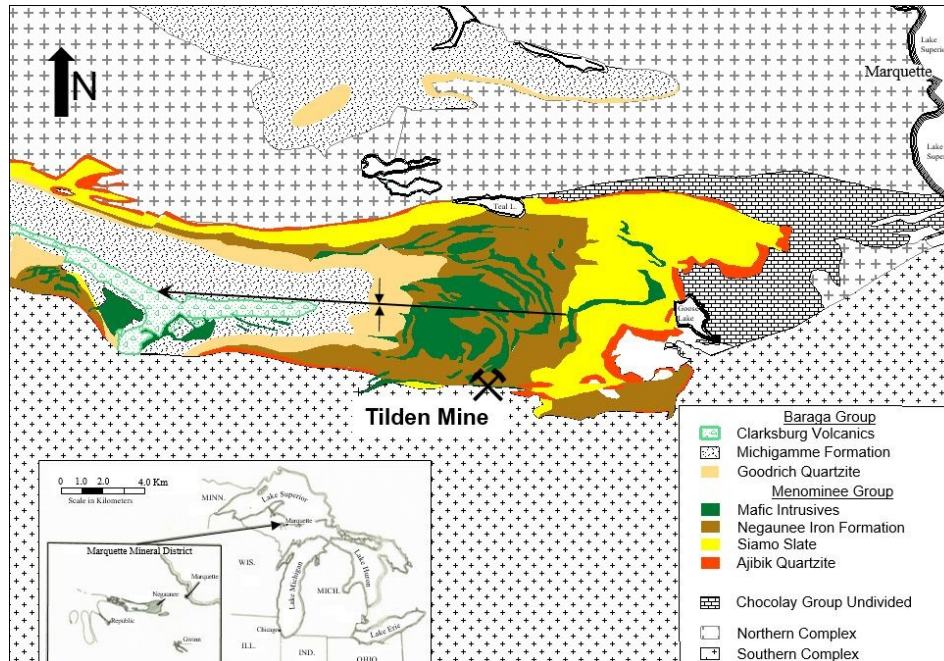 Lake
Superior
Marquette
Lake
Supe
N
Teal L.
Goose
Lake
Tilden Mine
Baraga Group
Clarksburg Volcanics
Michigamme Formation
Goodrich Quartzite
Menominee Group
Mafic Intrusives
Negaunee Iron Formation
Siamo Slate
Ajibik Quartzite
Chocolay Group Undivided
Northern Complex
Southern Complex
0 1.0 2.0 4.0 Km
Scale in Kilometers
MINN.
Lake Superior
Marquette
Marquette Mineral District
Marquette
Negaunee
Republic
WIS.
Lake Michigan
Lake Huron
MICH.
Chicago
Lake Erie
ILL.
IND.
OHIO